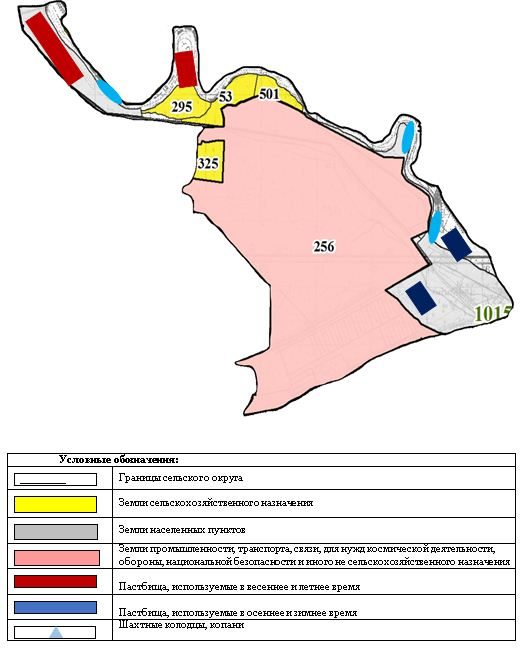 295
53
501
325
256
1015
Условные обозначения:
Границы сельского округа
Земли сельскохозяйственного назначения
Земли населенных пунктов
Земли промышленности, транспорта, связи, для нужд космической деятельности,
обороны, национальной безопасности и иного не сельскохозяйственного назначения
Пастбища, используемые в весеннее и летнее время
Пастбища, используемые в осеннее и зимнее время
Шахтные колодцы, копани